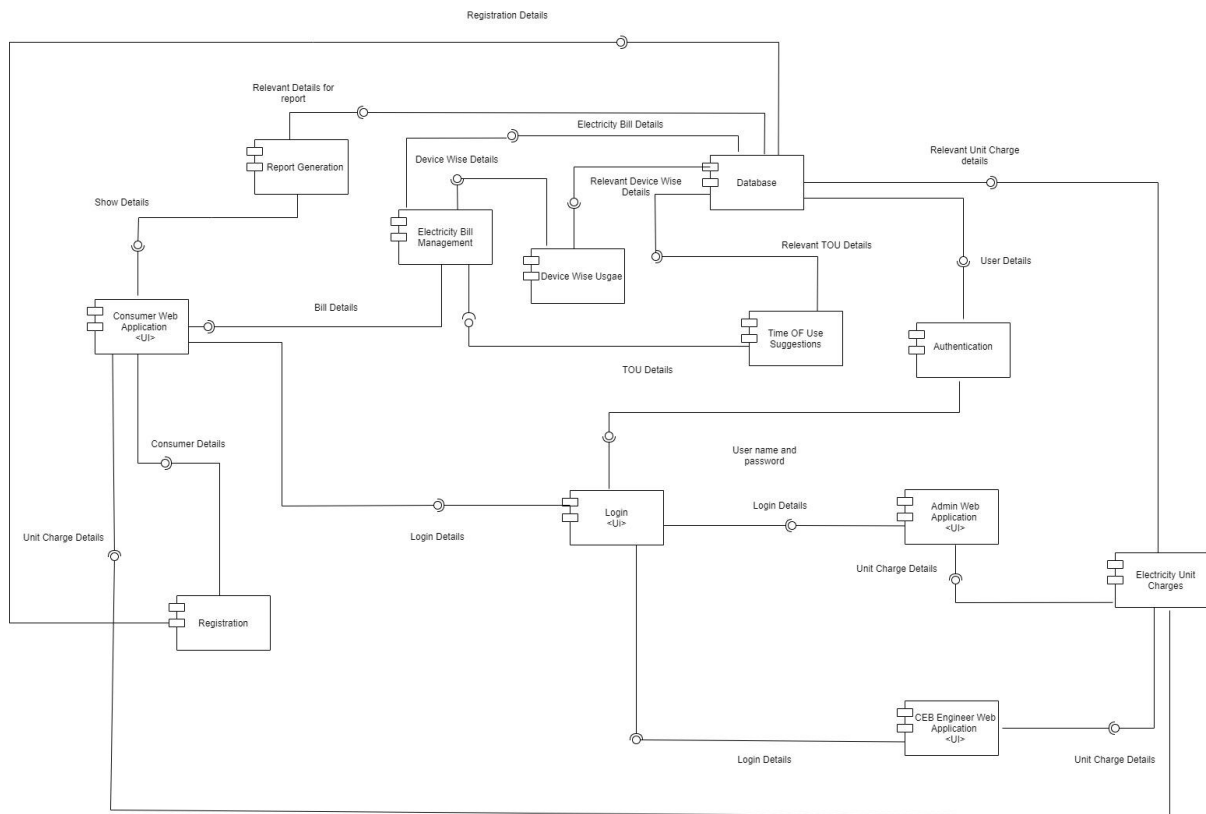 Registration Details
Relevant Details for
report
Electricity Bill Details
Report Generation
Device Wise Details
Relevant Device Wise
Details
Database
Relevant Unit Charge
details
Show Details
Electricity Bill
Management
Device Wise Usgae
Relevant TOU Details
User Details
Consumer Web
Application
<UI>
Bill Details
Time OF Use
Suggestions
Authentication
TOU Details
Consumer Details
User name and
password
Unit Charge Details
Login Details
Login
<Ui>
Login Details
Admin Web
Application
<UI>
Unit Charge Details
Electricity Unit
Charges
Registration
CEB Engineer Web
Application
<UI>
Login Details
Unit Charge Details